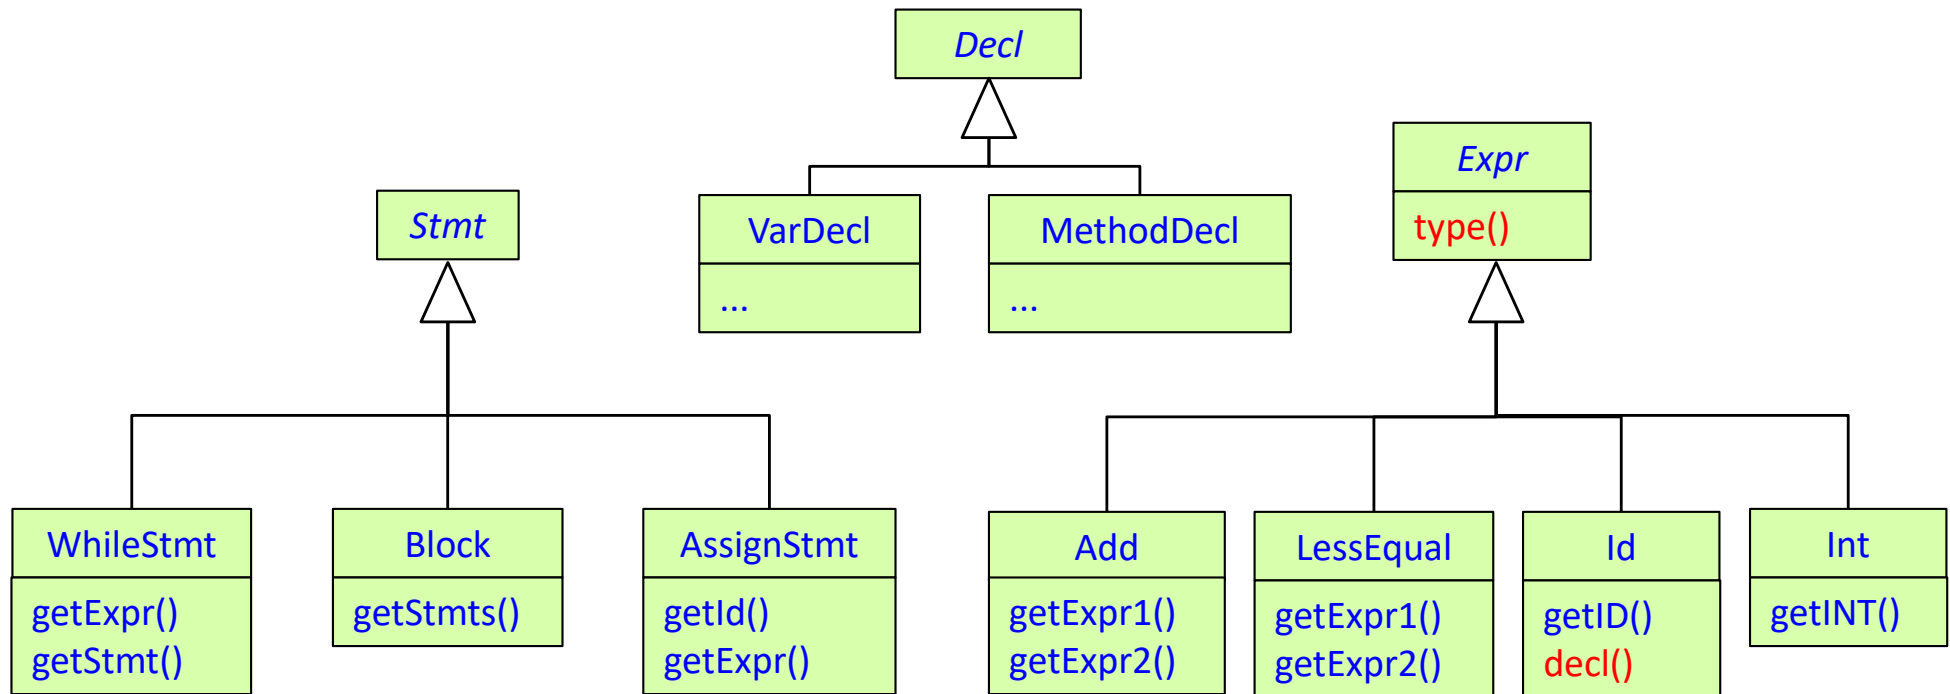 Decl
Expr
type()
Stmt
VarDecl
...
MethodDecl
...
WhileStmt
getExpr()
getStmt()
Block
getStmts()
AssignStmt
getId()
getExpr()
Add
getExpr1()
getExpr2()
LessEqual
getExpr1()
getExpr2()
Id
getID()
decl()
Int
getINT()